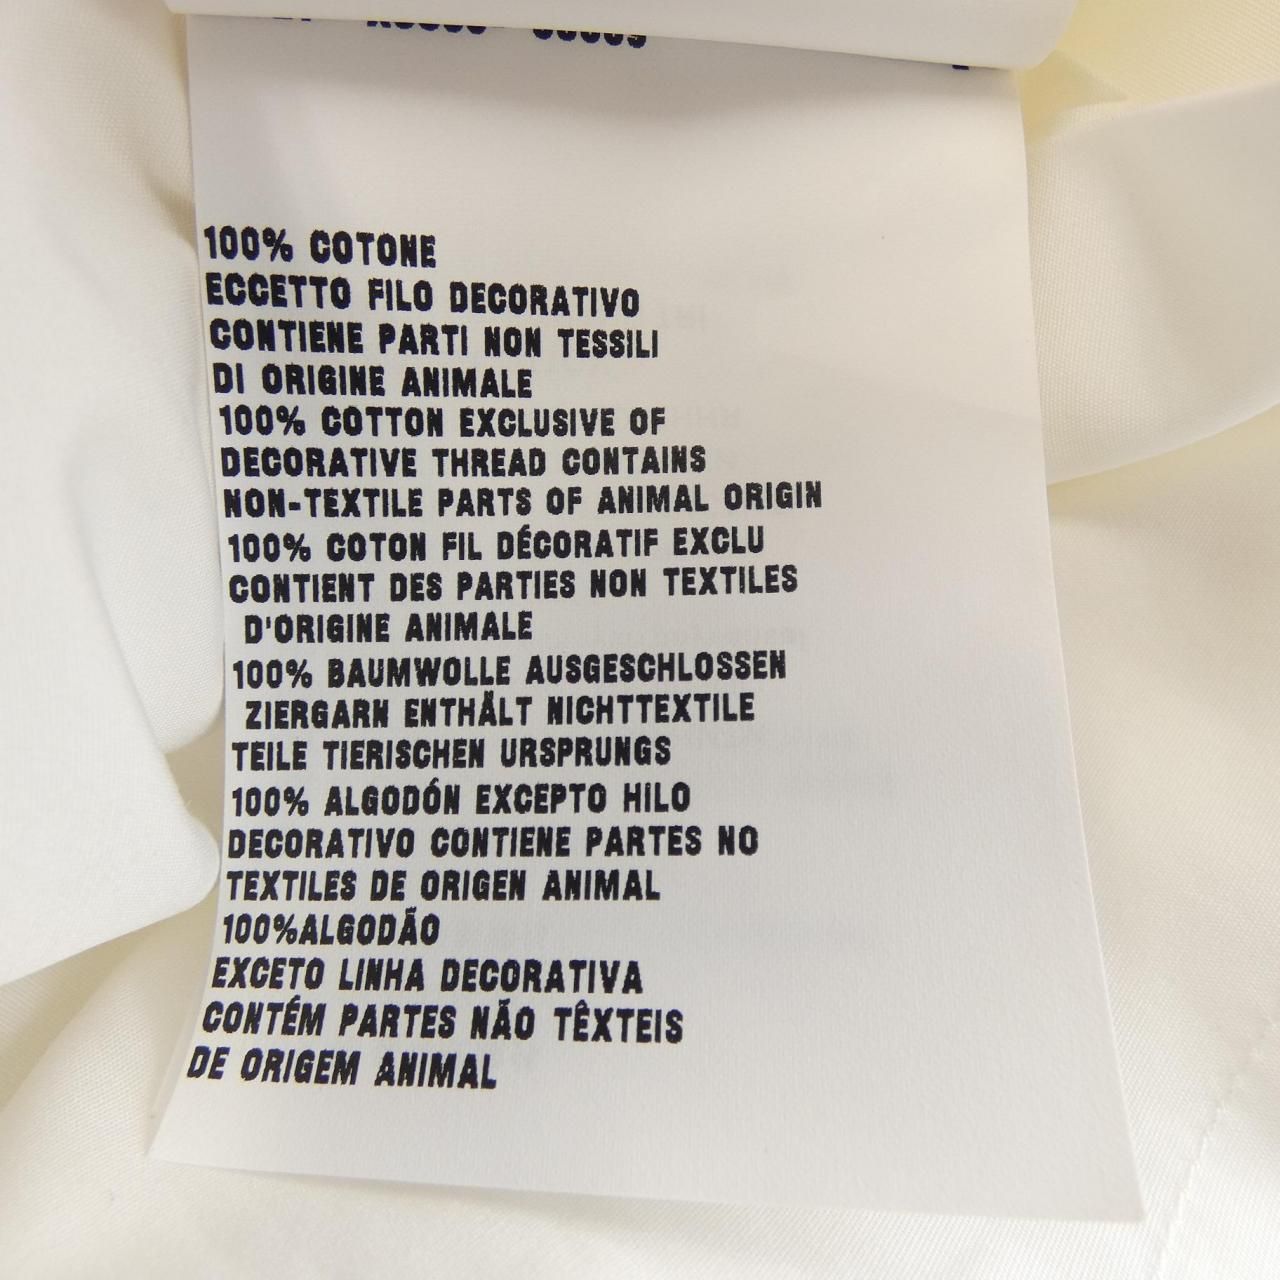 100% COTONE
ECCETTO FILO DECORATIVO
CONTIENE PARTI NON TESSILI
DI ORIGINE ANIMALE
100% COTTON EXCLUSIVE OF
DECORATIVE THREAD CONTAINS
NON-TEXTILE PARTS OF ANIMAL ORIGIN
100% COTON FIL DÉCORATIF EXCLU
CONTIENT DES PARTIES NON TEXTILES
D'ORIGINE ANIMALE
100% BAUMWOLLE AUSGESCHLOSSEN
ZIERGARN ENTHÄLT NICHTTEXTILE
TEILE TIERISCHEN URSPRUNGS
100% ALGODÓN EXCEPTO HILO
DECORATIVO CONTIENE PARTES NO
TEXTILES DE ORIGEN ANIMAL
100%ALGODÃO
EXCETO LINHA DECORATIVA
CONTÉM PARTES NÃO TÊXTEIS
DE ORIGEM ANIMAL